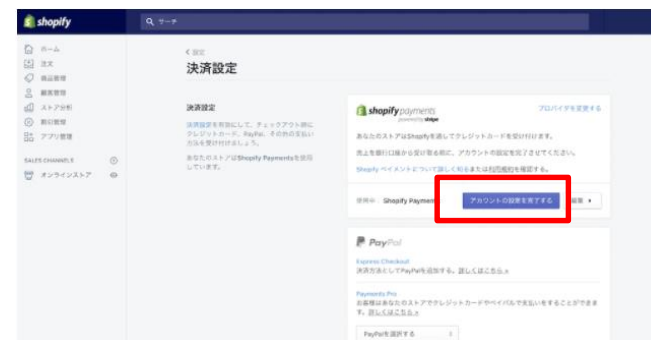 shopify
サーチ
ホーム
注文
商品管理
顧客管理
ストア分析
割引管理
アプリ管理
SALES CHANNELS
オンラインストア
設定
決済設定
決済設定
決済設定を有効にして、チェックアウト時に
クレジットカード、PayPal、その他の支払い
方法を受け付けましょう。
あなたのストアはShopify Paymentsを使用
しています。
shopify payments
powered by stripe
プロバイダを変更する
あなたのストアはShopifyを通してクレジットカードを受け付けます。
売上を銀行口座から受け取る前に、アカウントの設定を完了させてください。
Shopify ペイメントについて詳しく知るまたは利用規約を確認する。
使用中 Shopify Paymen
アカウントの設定を完了する
PayPal
Express Checkout
決済方法としてPayPalを追加する。詳しくはこちら
Payments Pro
お客様はあなたのストアでクレジットカードやペイパルで支払いをすることができま
す。詳しくはこちら
PayPalを選択する